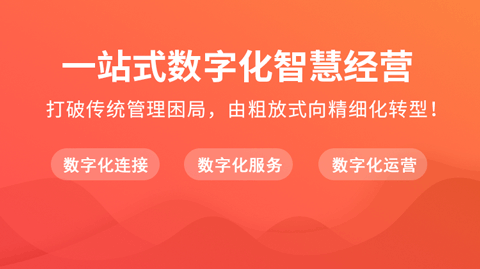 一站式数字化智慧经营
打破传统管理困局，由粗放式向精细化转型！
数字化连接 数字化服务 数字化运营